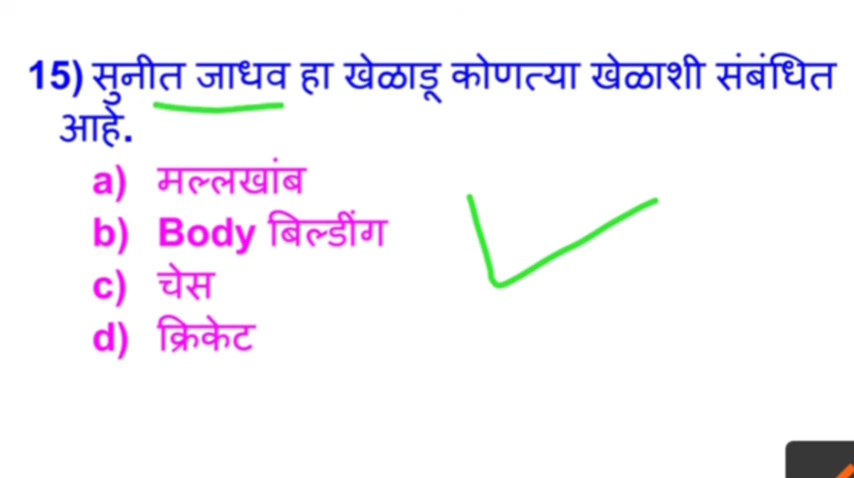 15) सुनीत जाधव हा खेळाडू कोणत्या खेळाशी संबंधित
आहे.
a) मल्लखांब
b) Body बिल्डींग
c) चेस
d) क्रिकेट